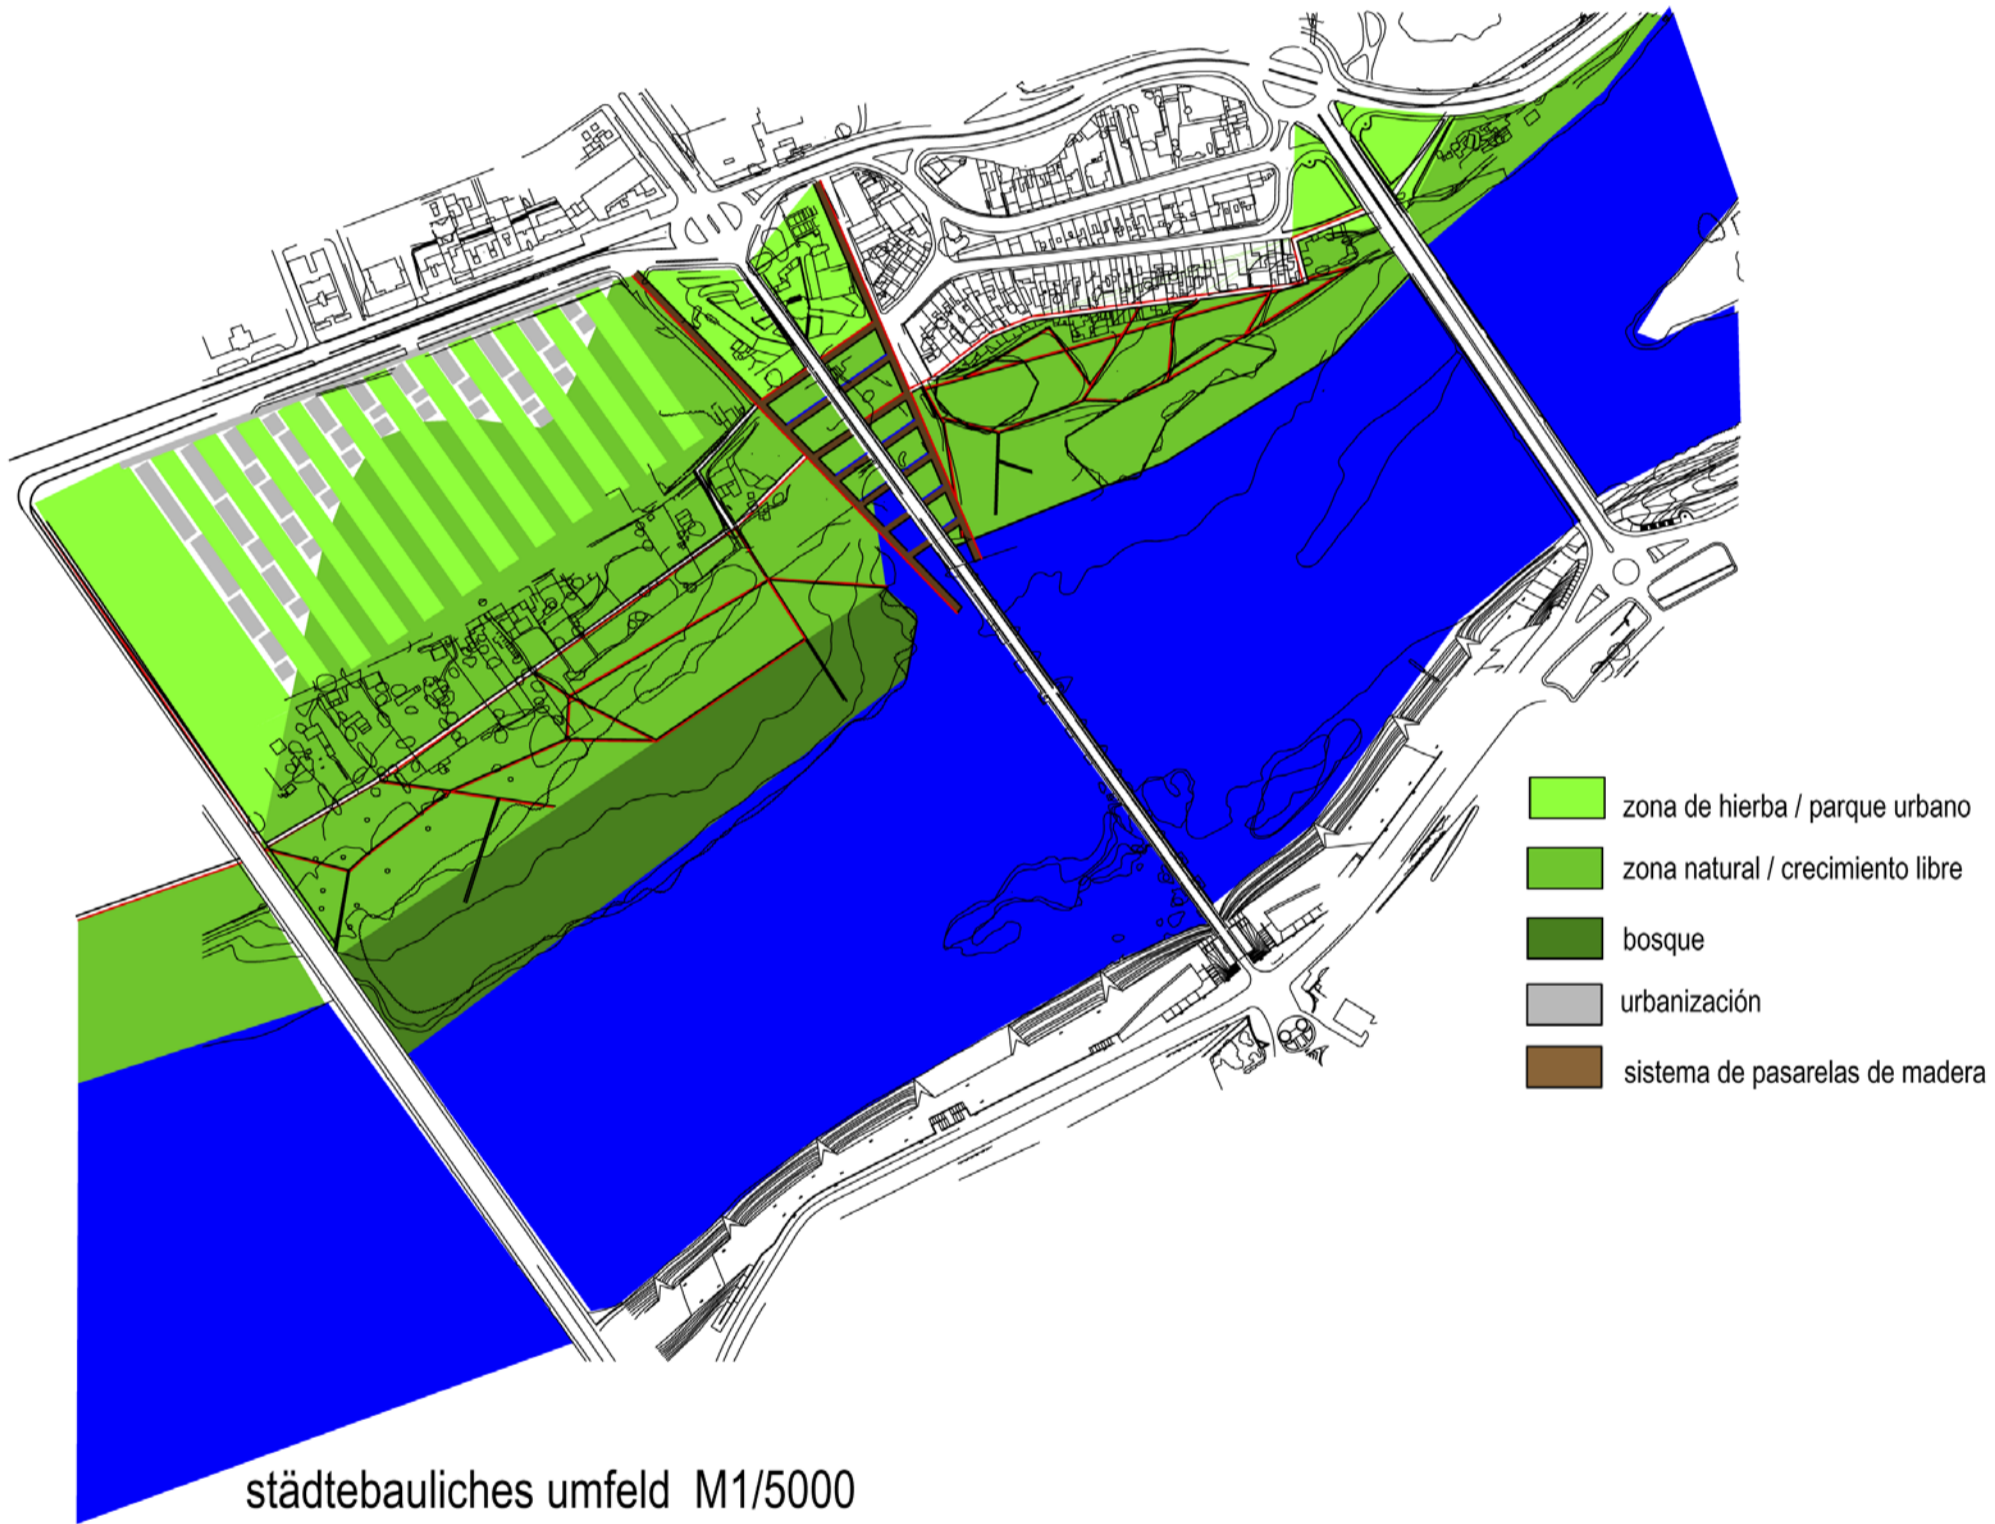 zona de hierba / parque urbano
zona natural / crecimiento libre
bosque
urbanización
sistema de pasarelas de madera
städtebauliches umfeld M1/5000